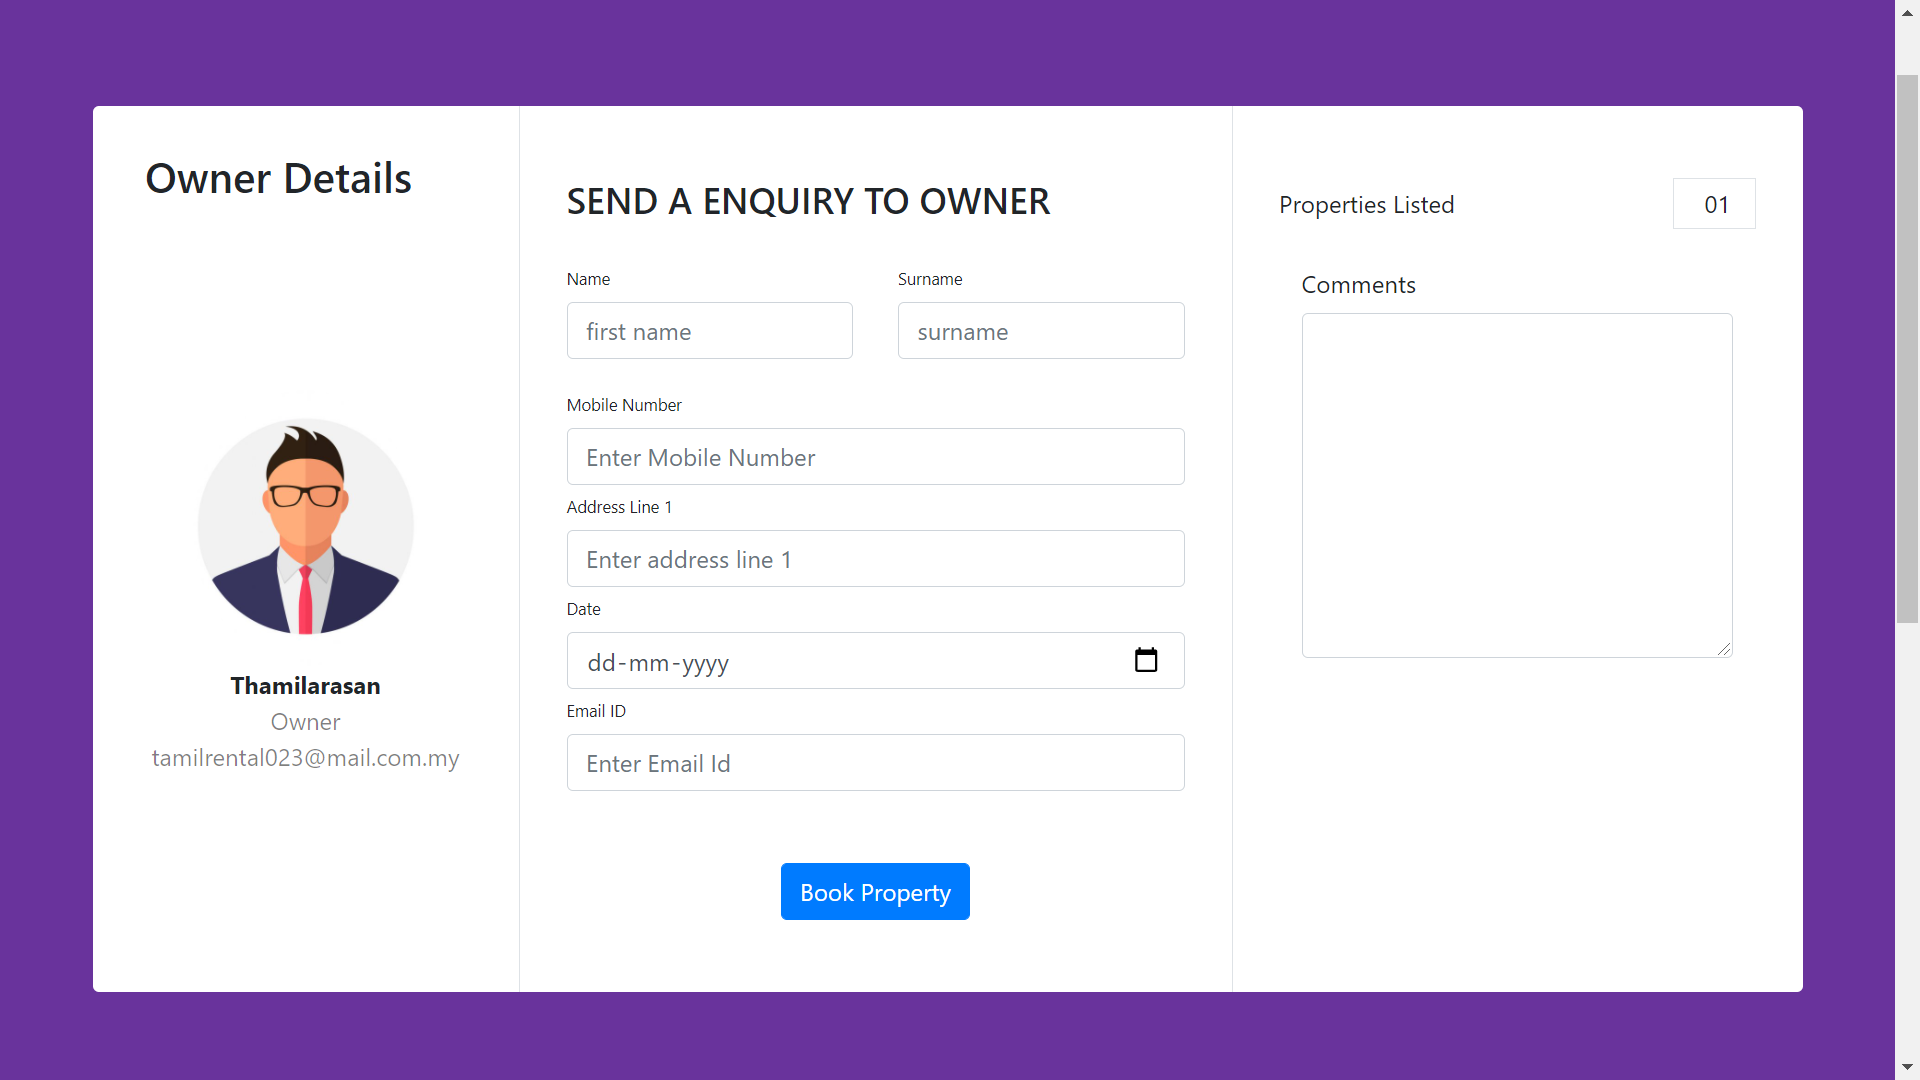 Owner Details
Thamilarasan
Owner
tamilrental023@mail.com.my
SEND A ENQUIRY TO OWNER
Name
first name
Surname
surname
Mobile Number
Enter Mobile Number
Address Line 1
Enter address line 1
Date
dd-mm-yyyy
Email ID
Enter Email Id
Book Property
Properties Listed 01
Comments